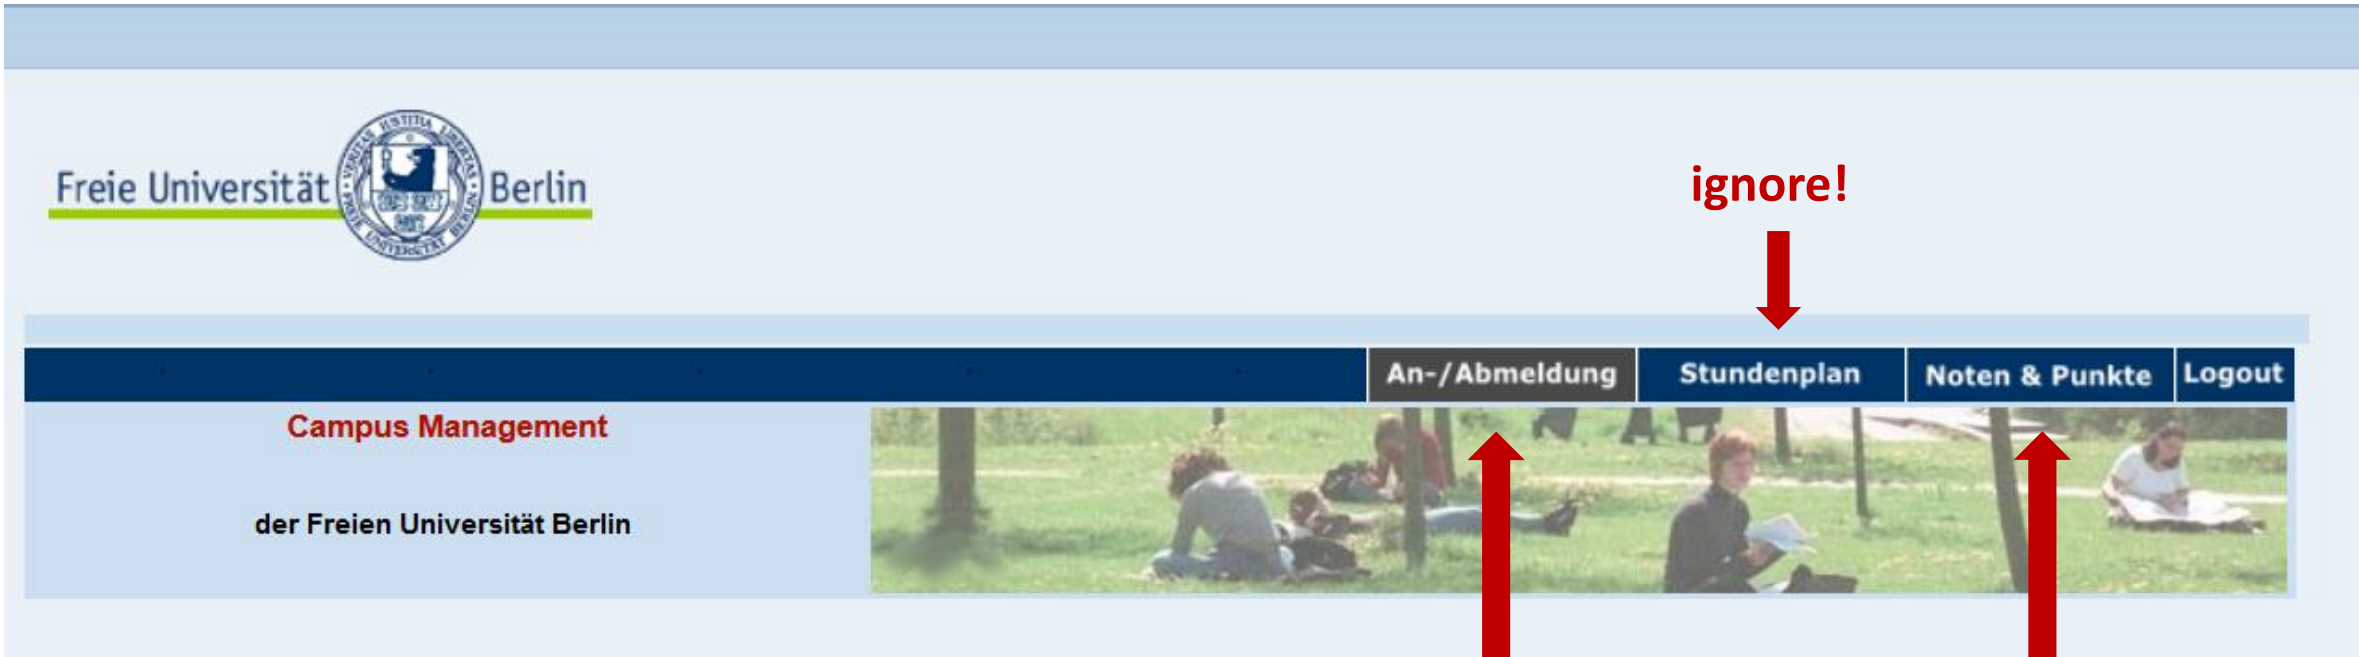 Freie Universität Berlin
ignore!
An-/Abmeldung Stundenplan Noten & Punkte Logout
Campus Management
der Freien Universität Berlin